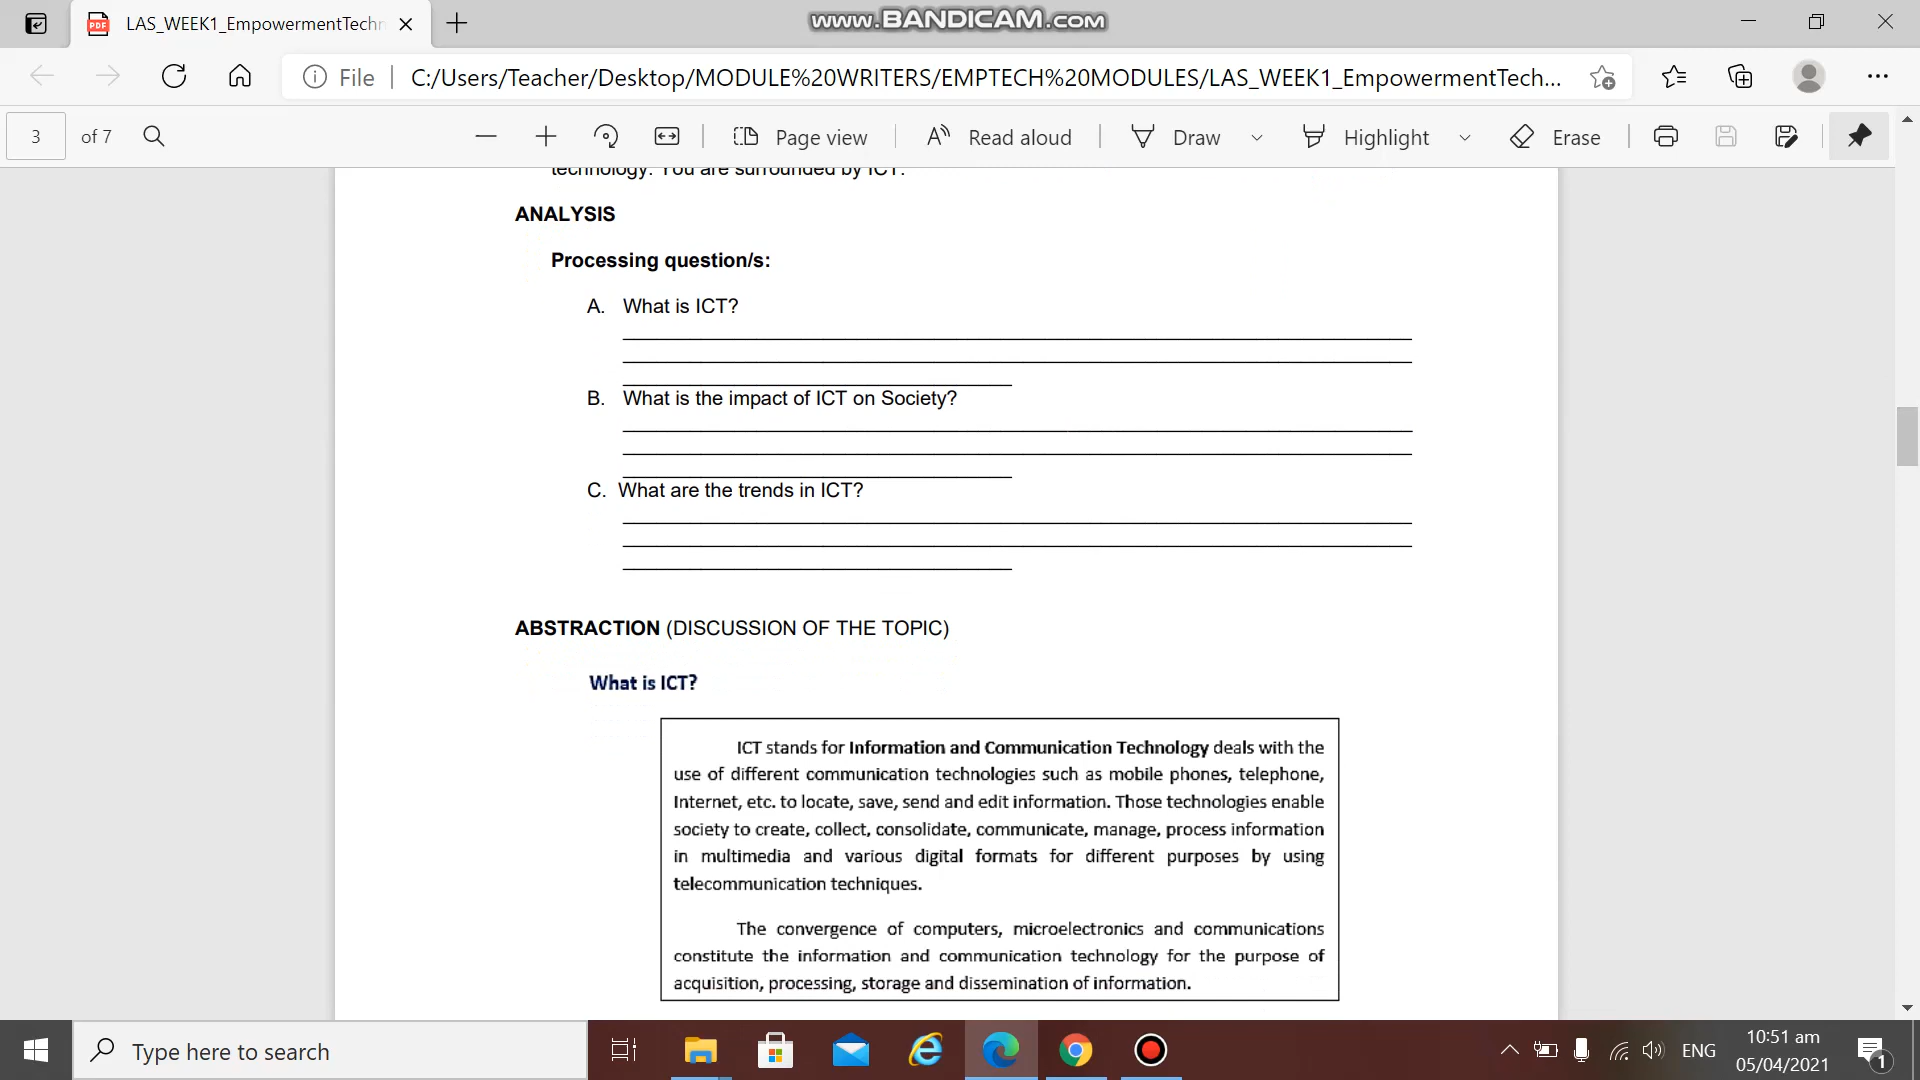 LAS_WEEK1_EmpowermentTechn
www.BANDICAM.com
File
C:/Users/Teacher/Desktop/MODULE%20WRITERS/EMPTECH%20MODULES/LAS_WEEK1_EmpowermentTech...
3 of 7
Page view
Read aloud
Draw
Highlight
Erase
technology. You are surrounded by ICT.
ANALYSIS
Processing question/s:
A. What is ICT?
B. What is the impact of ICT on Society?
C. What are the trends in ICT?
ABSTRACTION (DISCUSSION OF THE TOPIC)
What is ICT?
ICT stands for Information and Communication Technology deals with the
use of different communication technologies such as mobile phones, telephone,
Internet, etc. to locate, save, send and edit information. Those technologies enable
society to create, collect, consolidate, communicate, manage, process information
in multimedia and various digital formats for different purposes by using
telecommunication techniques.
The convergence of computers, microelectronics and communications
constitute the information and communication technology for the purpose of
acquisition, processing, storage and dissemination of information.
Type here to search
ENG
10:51 am
05/04/2021
1